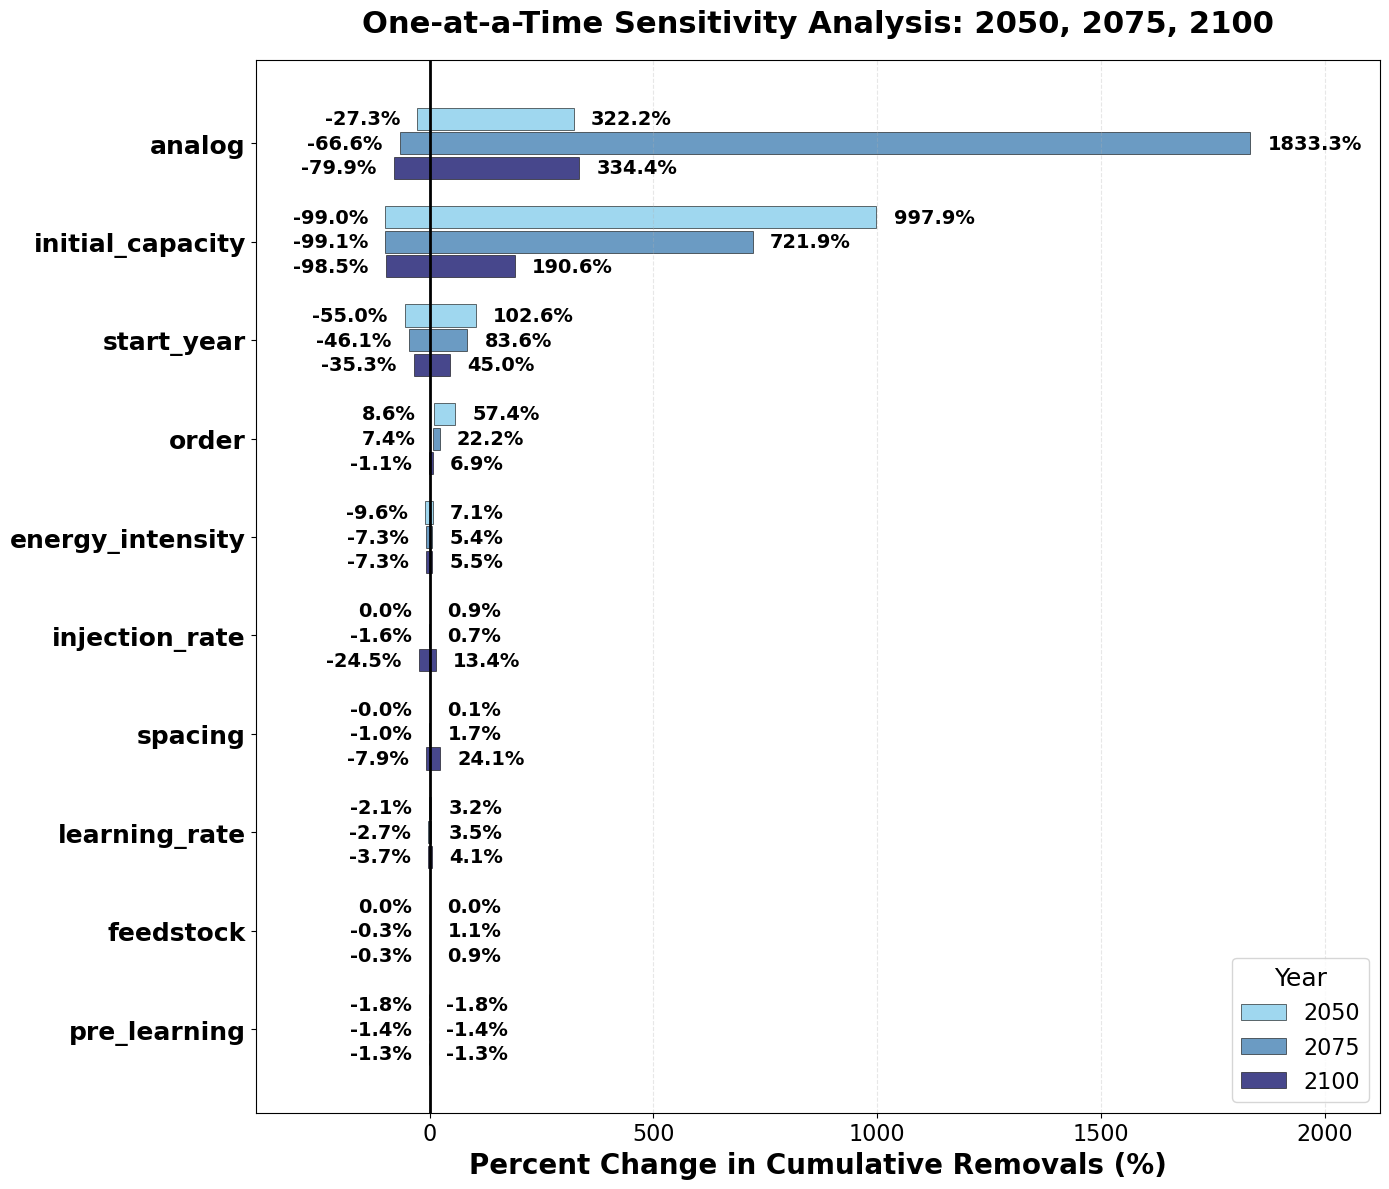 One-at-a-Time Sensitivity Analysis: 2050, 2075, 2100
analog
-27.3% 322.2%
-66.6% 1833.3%
-79.9% 334.4%
initial_capacity
-99.0% 997.9%
-99.1% 721.9%
-98.5% 190.6%
start_year
-55.0% 102.6%
-46.1% 83.6%
-35.3% 45.0%
order
8.6% 57.4%
7.4% 22.2%
-1.1% 6.9%
energy_intensity
-9.6% 7.1%
-7.3% 5.4%
-7.3% 5.5%
injection_rate
0.0% 0.9%
-1.6% 0.7%
-24.5% 13.4%
spacing
-0.0% 0.1%
-1.0% 1.7%
-7.9% 24.1%
learning_rate
-2.1% 3.2%
-2.7% 3.5%
-3.7% 4.1%
feedstock
0.0% 0.0%
-0.3% 1.1%
-0.3% 0.9%
pre_learning
-1.8% -1.8%
-1.4% -1.4%
-1.3% -1.3%
Year
2050
2075
2100
0 500 1000 1500 2000
Percent Change in Cumulative Removals (%)